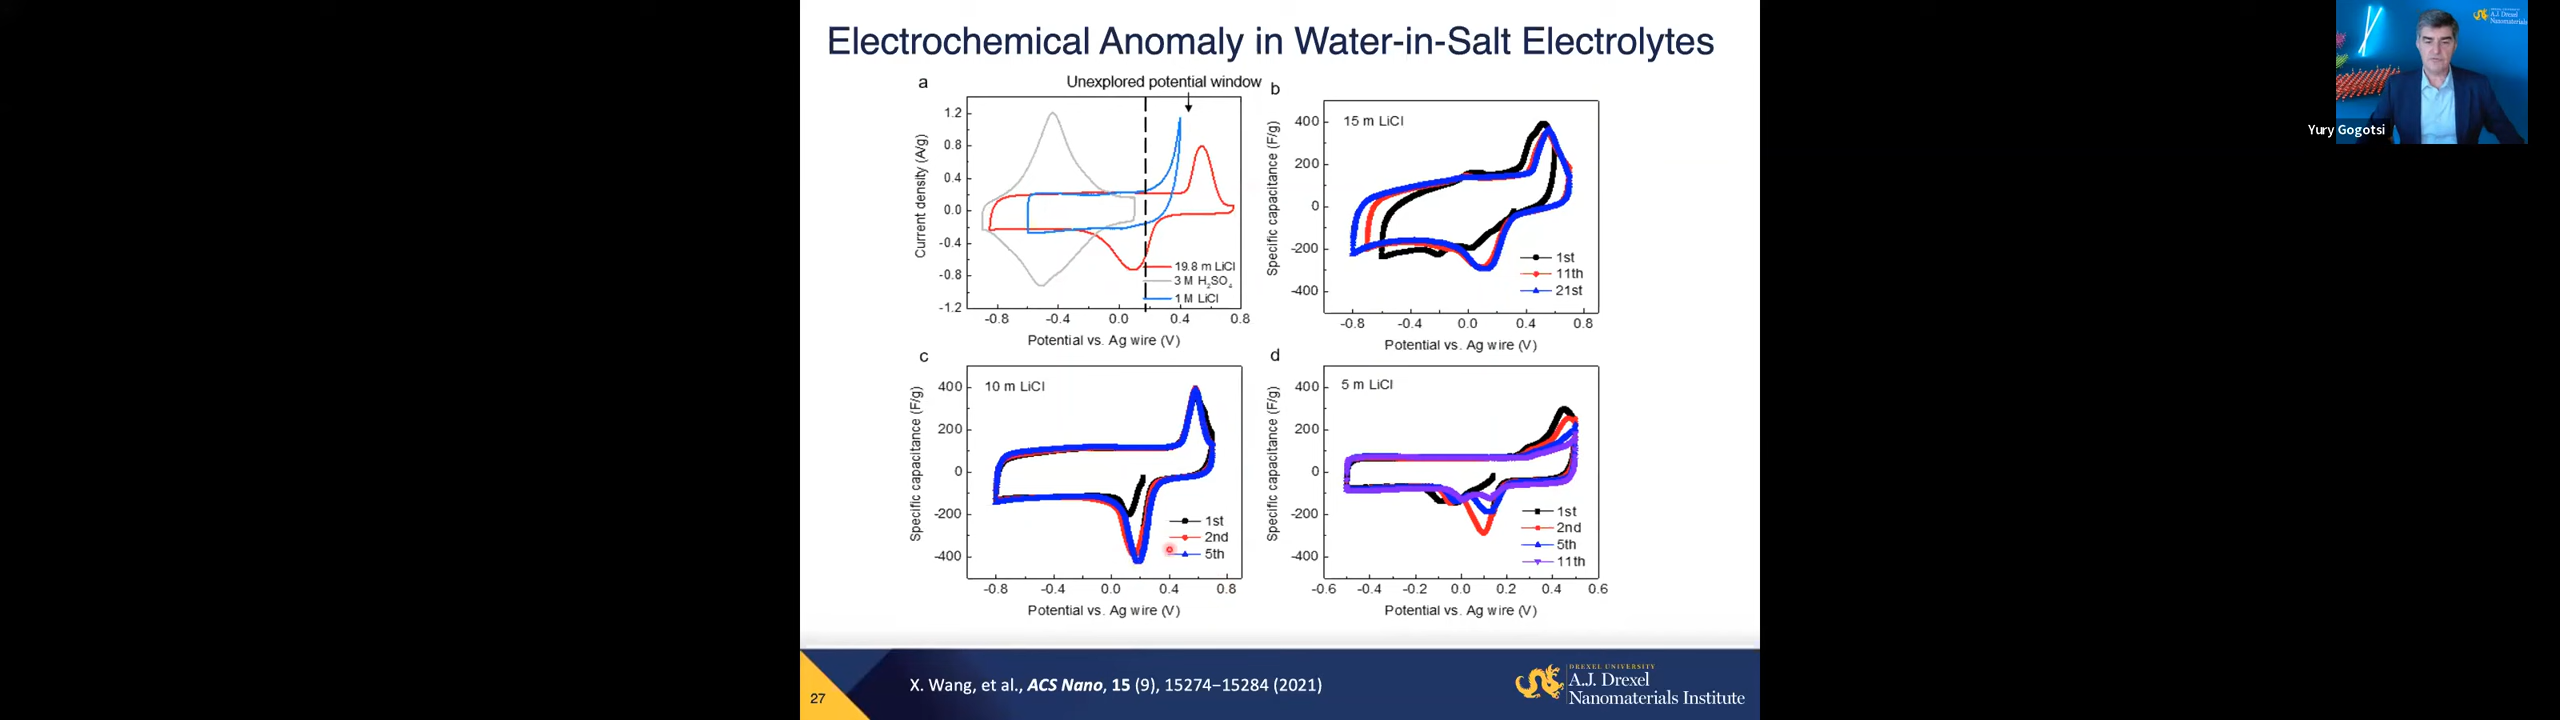 Electrochemical Anomaly in Water-in-Salt Electrolytes
a
Unexplored potential window
1.2
0.8
0.4
0.0
-0.4
-0.8
-1.2
Current density (A/g)
19.8 m LiCl
3 M H₂SO₄
1 M LiCl
-0.8 -0.4 0.0 0.4 0.8
Potential vs. Ag wire (V)
b
15 m LiCl
400
200
0
-200
-400
Specific capacitance (F/g)
1st
11th
21st
-0.8 -0.4 0.0 0.4 0.8
Potential vs. Ag wire (V)
c
10 m LiCl
400
200
0
-200
-400
Specific capacitance (F/g)
1st
2nd
5th
-0.8 -0.4 0.0 0.4 0.8
Potential vs. Ag wire (V)
d
5 m LiCl
400
200
0
-200
-400
Specific capacitance (F/g)
1st
2nd
5th
11th
-0.6 -0.4 -0.2 0.0 0.2 0.4 0.6
Potential vs. Ag wire (V)
27
X. Wang, et al., ACS Nano, 15 (9), 15274–15284 (2021)
DREXEL UNIVERSITY
A.J. Drexel
Nanomaterials Institute
DREXEL UNIVERSITY
A.J. Drexel
Nanomaterials
Yury Gogotsi